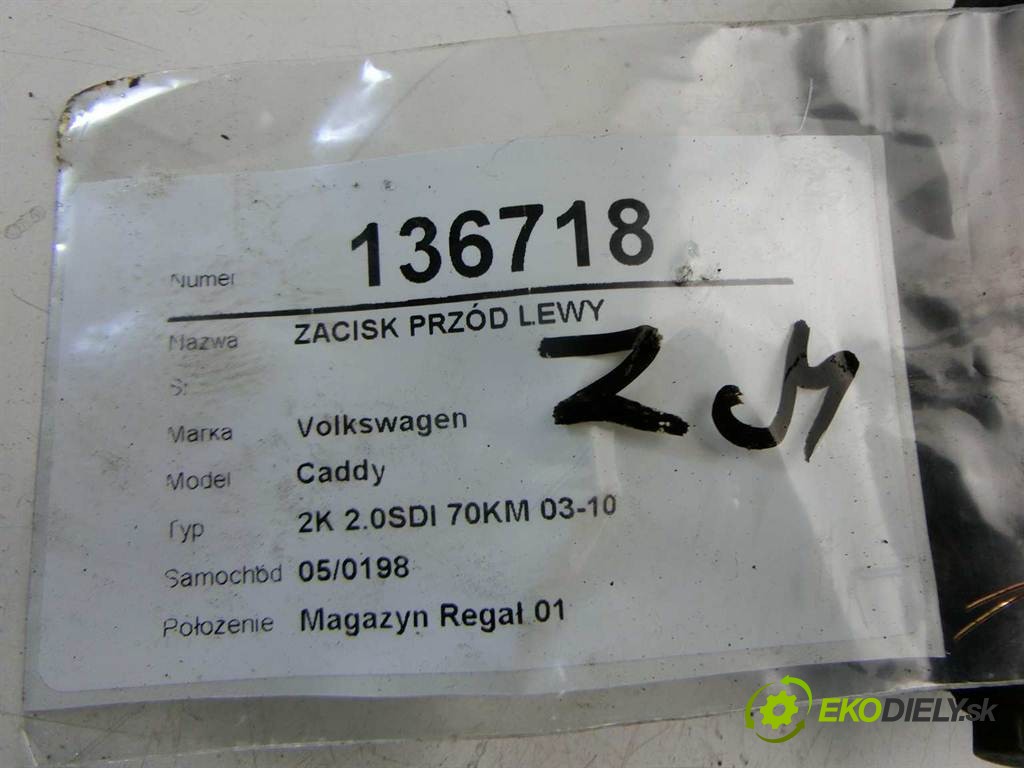 Numer 136718
Nazwa ZACISK PRZÓD LEWY
Marka Volkswagen
Model Caddy
Typ 2K 2.0SDI 70KM 03-10
Samochód 05/0198
Położenie Magazyn Regał 01
EKODIELY.sk